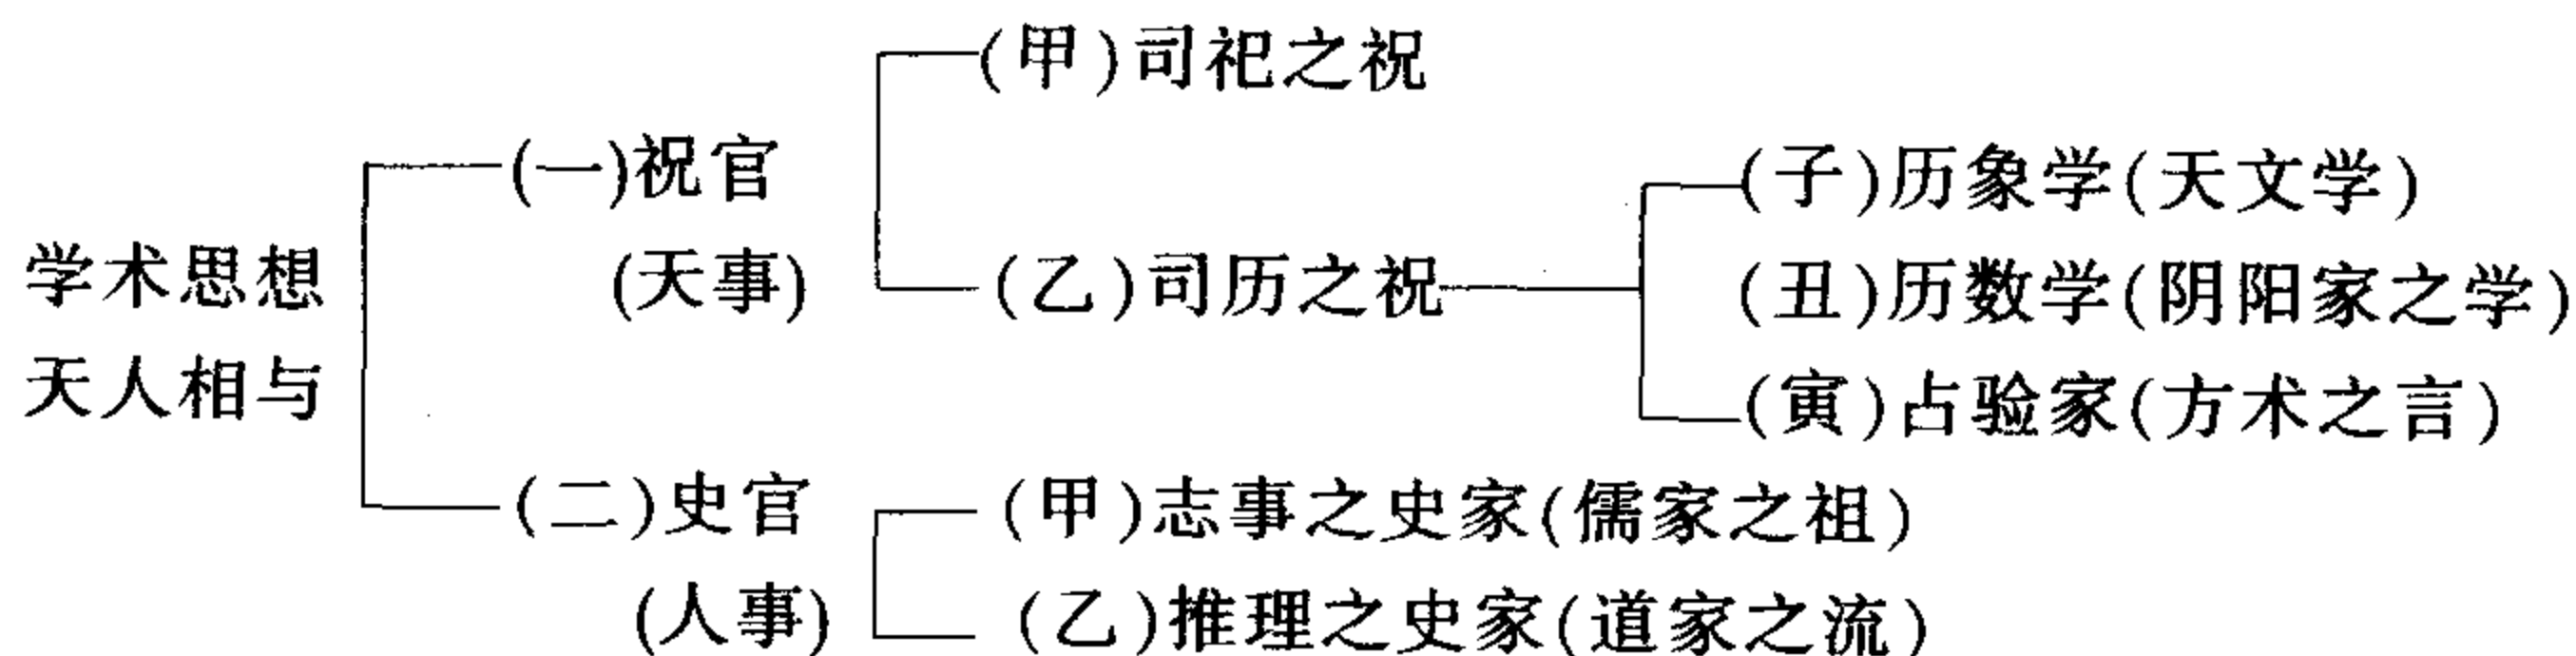 (甲)司祀之祝
(一)祝官
(子)历象学(天文学)
学术思想
(天事)
(乙)司历之祝
(丑)历数学(阴阳家之学)
天人相与
(寅)占验家(方术之言)
(二)史官
(甲)志事之史家(儒家之祖)
(人事)
(乙)推理之史家(道家之流)